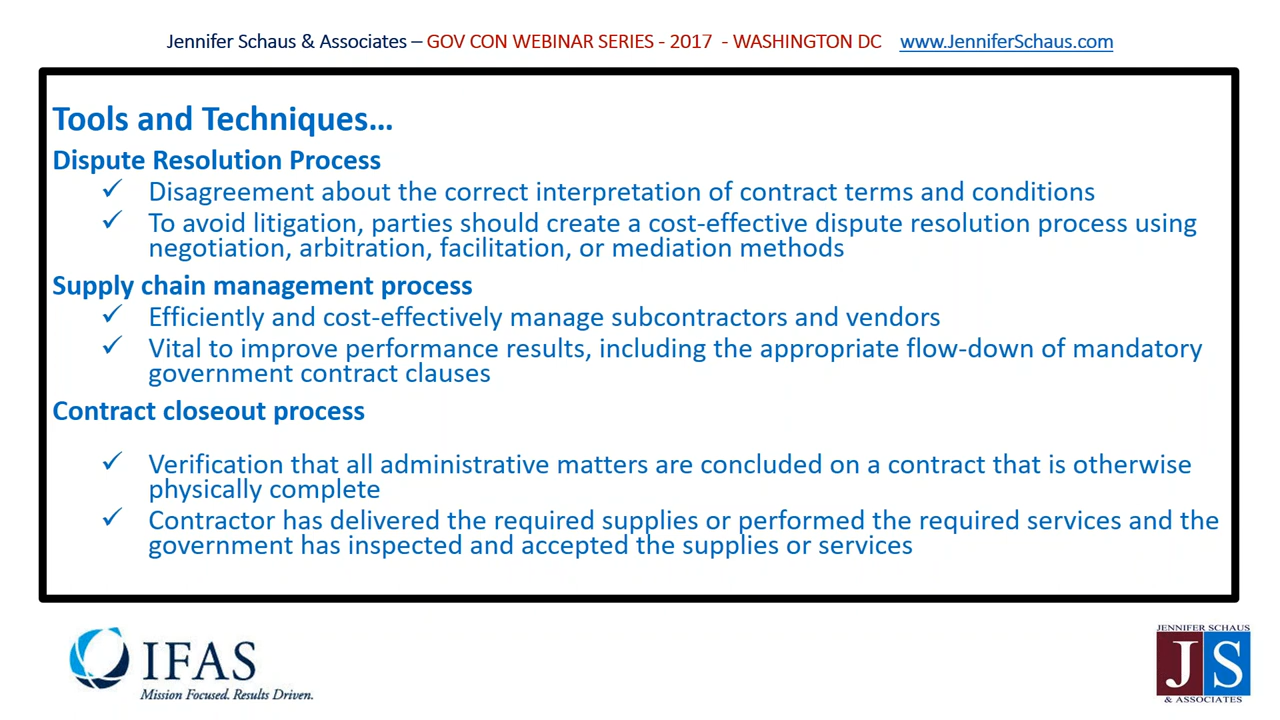 Jennifer Schaus & Associates – GOV CON WEBINAR SERIES - 2017 - WASHINGTON DC www.JenniferSchaus.com
Tools and Techniques…
Dispute Resolution Process
✓ Disagreement about the correct interpretation of contract terms and conditions
✓ To avoid litigation, parties should create a cost-effective dispute resolution process using
negotiation, arbitration, facilitation, or mediation methods
Supply chain management process
✓ Efficiently and cost-effectively manage subcontractors and vendors
✓ Vital to improve performance results, including the appropriate flow-down of mandatory
government contract clauses
Contract closeout process
✓ Verification that all administrative matters are concluded on a contract that is otherwise
physically complete
✓ Contractor has delivered the required supplies or performed the required services and the
government has inspected and accepted the supplies or services
IFAS
Mission Focused. Results Driven.
JENNIFER SCHAUS
JS
& ASSOCIATES